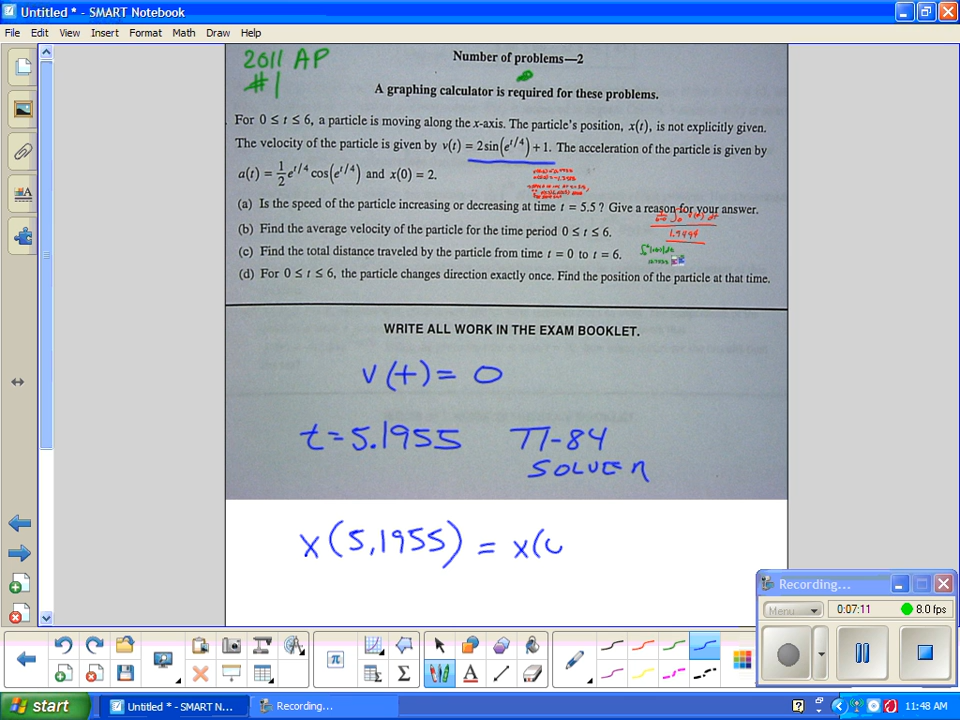 Untitled * - SMART Notebook
File Edit View Insert Format Math Draw Help
2011 AP
#1
Number of problems—2
A graphing calculator is required for these problems.
For 0 ≤ t ≤ 6, a particle is moving along the x-axis. The particle's position, x(t), is not explicitly given.
The velocity of the particle is given by v(t) = 2sin(e^{t/4}) + 1. The acceleration of the particle is given by
a(t) = 1/2 e^{t/4} cos(e^{t/4}) and x(0) = 2.
(a) Is the speed of the particle increasing or decreasing at time t = 5.5 ? Give a reason for your answer.
(b) Find the average velocity of the particle for the time period 0 ≤ t ≤ 6.
1.9494
(c) Find the total distance traveled by the particle from time t = 0 to t = 6.
(d) For 0 ≤ t ≤ 6, the particle changes direction exactly once. Find the position of the particle at that time.
WRITE ALL WORK IN THE EXAM BOOKLET.
v(t) = 0
t = 5.1955 TI-84
SOLVER
x(5.1955) = x(0
Recording...
Menu
0:07:11
8.0 fps
start
Untitled * - SMART N...
Recording...
11:48 AM